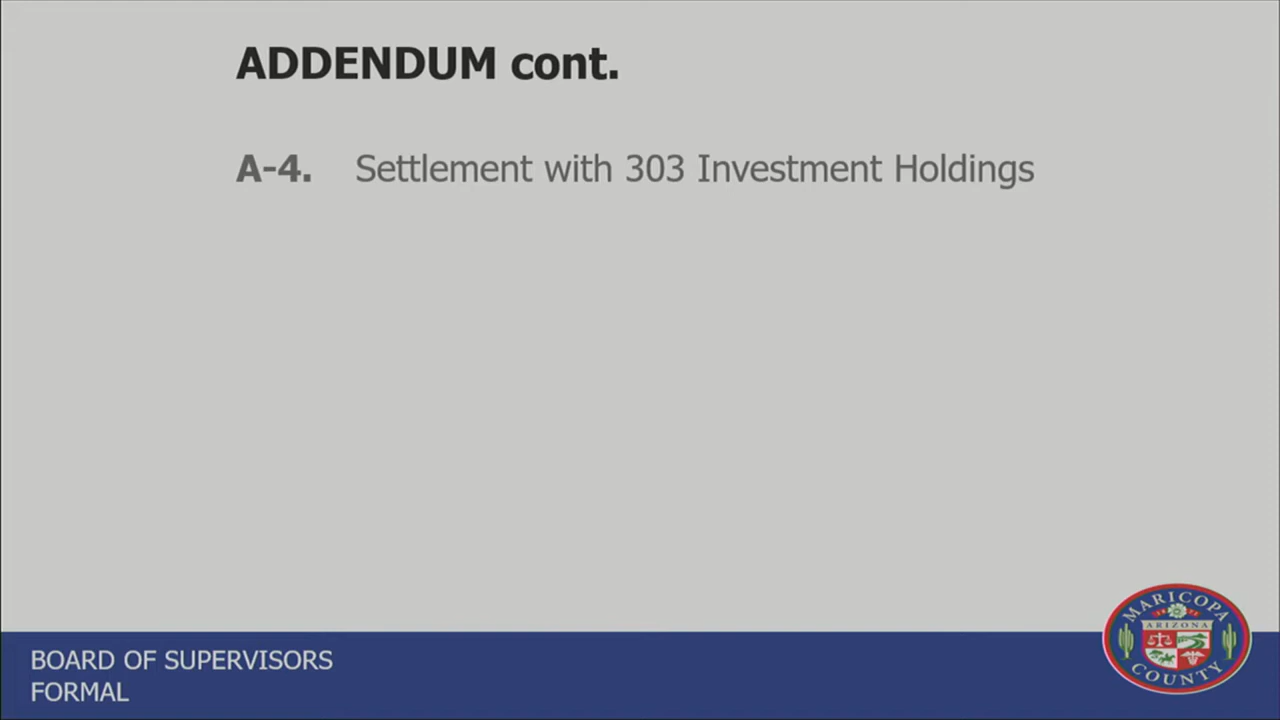 ADDENDUM cont.
A-4. Settlement with 303 Investment Holdings
BOARD OF SUPERVISORS
FORMAL
MARICOPA
ARIZONA
COUNTY